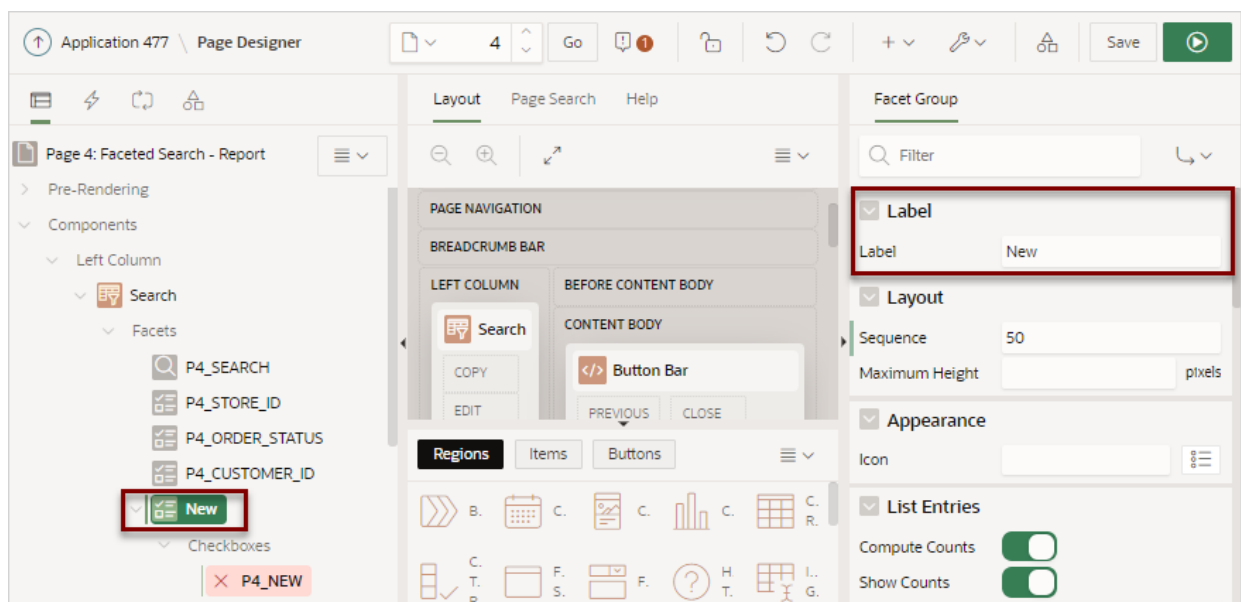 Application 477 \ Page Designer
4
Go
1
Save
Layout
Page Search
Help
Facet Group
Page 4: Faceted Search - Report
Filter
Pre-Rendering
Components
Left Column
Search
Facets
P4_SEARCH
P4_STORE_ID
P4_ORDER_STATUS
P4_CUSTOMER_ID
New
Checkboxes
P4_NEW
PAGE NAVIGATION
BREADCRUMB BAR
LEFT COLUMN
BEFORE CONTENT BODY
Search
CONTENT BODY
COPY
Button Bar
EDIT
PREVIOUS
CLOSE
Regions
Items
Buttons
B.
C.
C.
C.
C.
R.
C.
T.
F.
S.
F.
H.
T.
I..
G.
Label
Label
New
Layout
Sequence
50
Maximum Height
pixels
Appearance
Icon
List Entries
Compute Counts
Show Counts